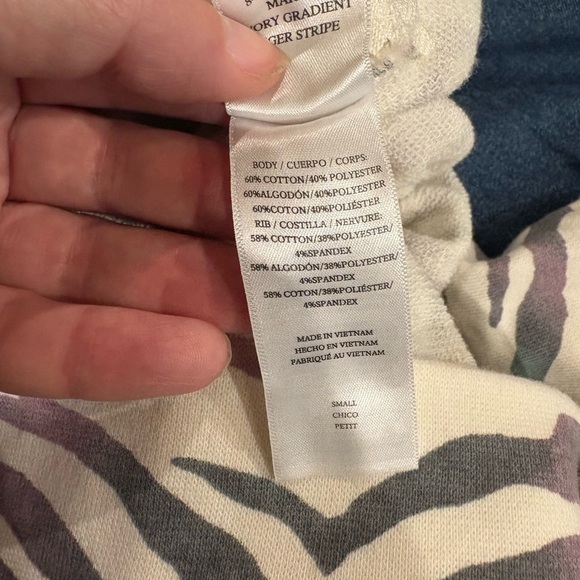 ORY GRADIENT
GER STRIPE
BODY / CUERPO / CORPS:
60% COTTON/40% POLYESTER
60%ALGODÓN/40% POLYESTER
60%COTON/40%POLIÉSTER
RIB / COSTILLA / NERVURE:
58% COTTON/38%POLYESTER/
4%SPANDEX
58% ALGODÓN/38%POLYESTER/
4%SPANDEX
58% COTON/38%POLIÉSTER/
4%SPANDEX
MADE IN VIETNAM
HECHO EN VIETNAM
FABRIQUÉ AU VIETNAM
SMALL
CHICO
PETIT